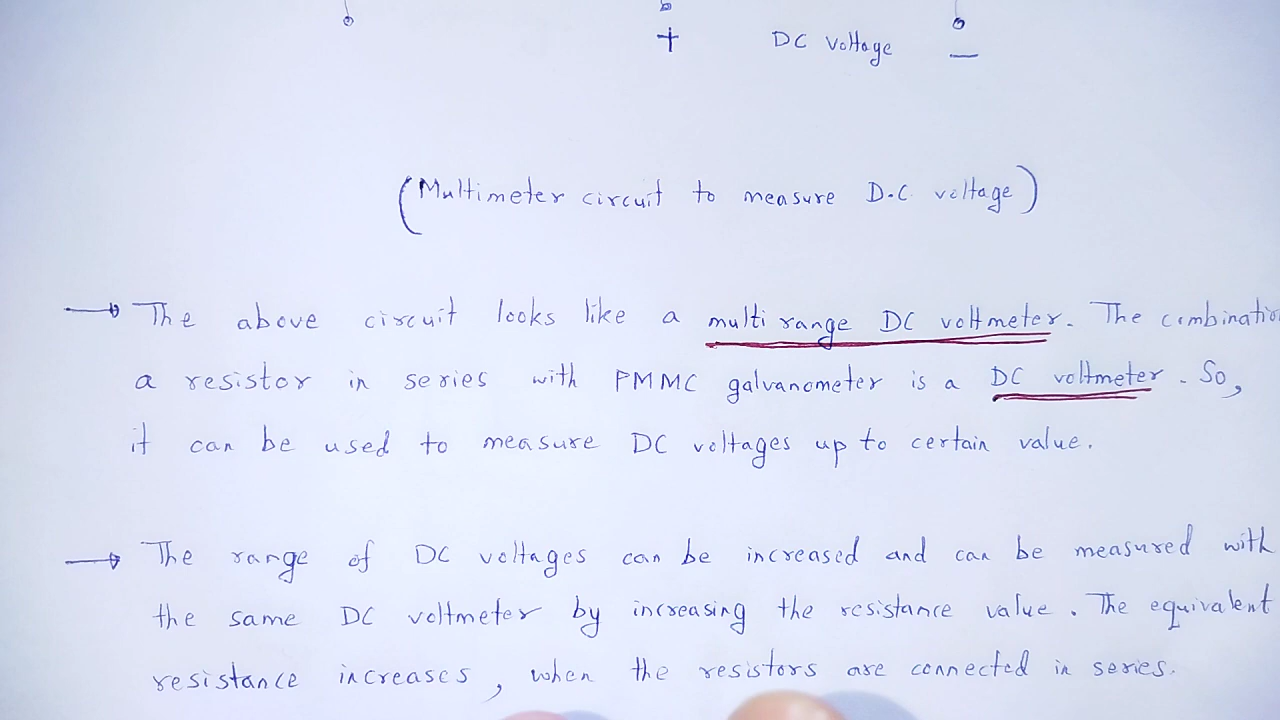 + DC voltage −
(Multimeter circuit to measure D.C. voltage)
→ The above circuit looks like a multi range DC voltmeter. The combinatio
a resistor in series with PMMC galvanometer is a DC voltmeter. So,
it can be used to measure DC voltages up to certain value.
→ The range of DC voltages can be increased and can be measured with
the same DC voltmeter by increasing the resistance value. The equivalent
resistance increases, when the resistors are connected in series.